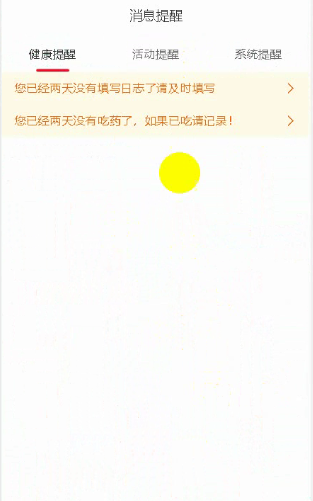 消息提醒
健康提醒 活动提醒 系统提醒
您已经两天没有填写日志了请及时填写
您已经两天没有吃药了，如果已吃请记录！